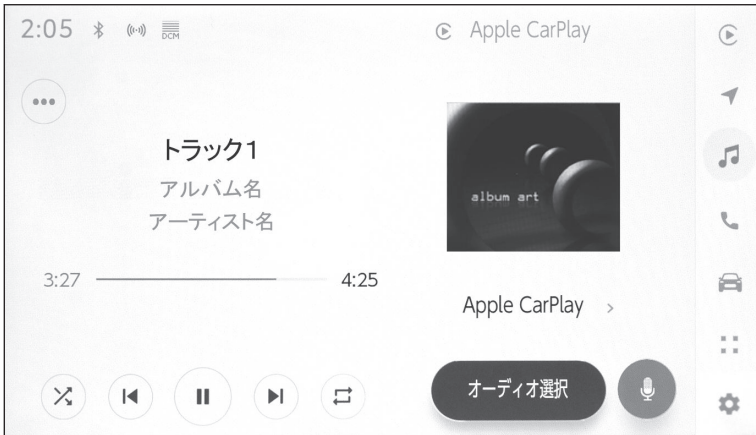 2:05
DCM
Apple CarPlay
トラック1
アルバム名
アーティスト名
3:27
4:25
album art
Apple CarPlay
オーディオ選択